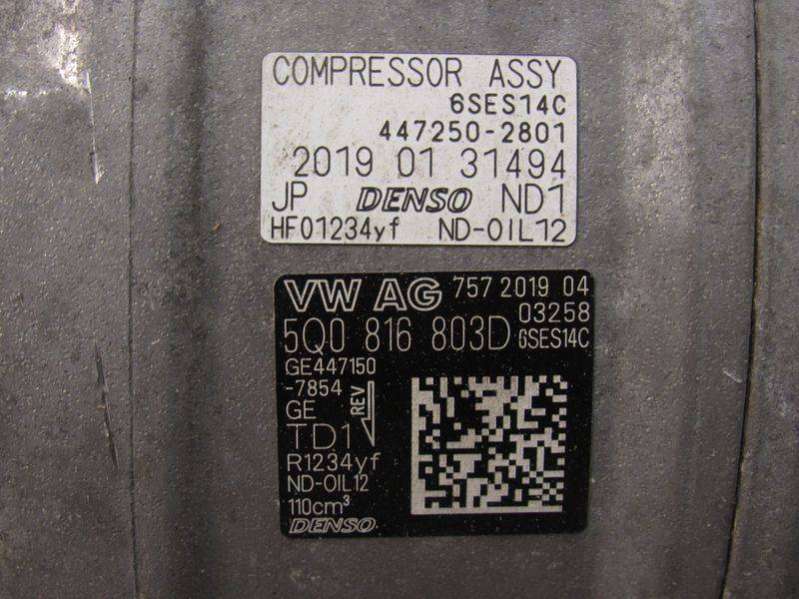 COMPRESSOR ASSY
6SES14C
447250-2801
2019 01 31494
JP DENSO ND1
HF01234yf ND-OIL12
VW AG 757 2019 04
03258
5Q0 816 803D 6SES14C
GE447150
-7854
GE REV
TD1
R1234yf
ND-OIL12
110cm³
DENSO